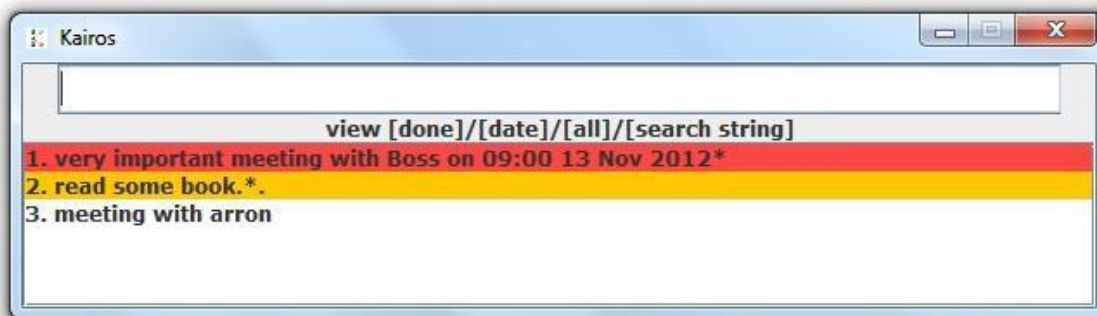 Kairos
view [done]/[date]/[all]/[search string]
1. very important meeting with Boss on 09:00 13 Nov 2012*
2. read some book.*.
3. meeting with arron